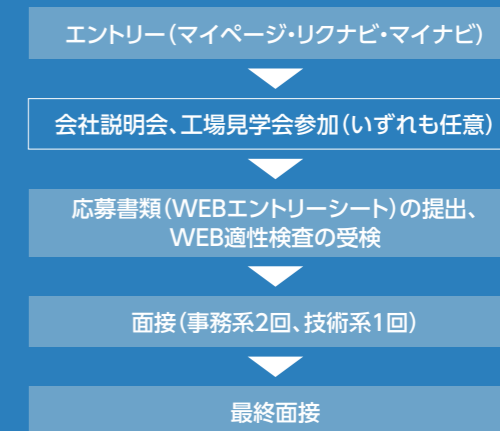 エントリー（マイページ・リクナビ・マイナビ）
会社説明会、工場見学会参加（いずれも任意）
応募書類（WEBエントリーシート）の提出、
WEB適性検査の受検
面接（事務系2回、技術系1回）
最終面接